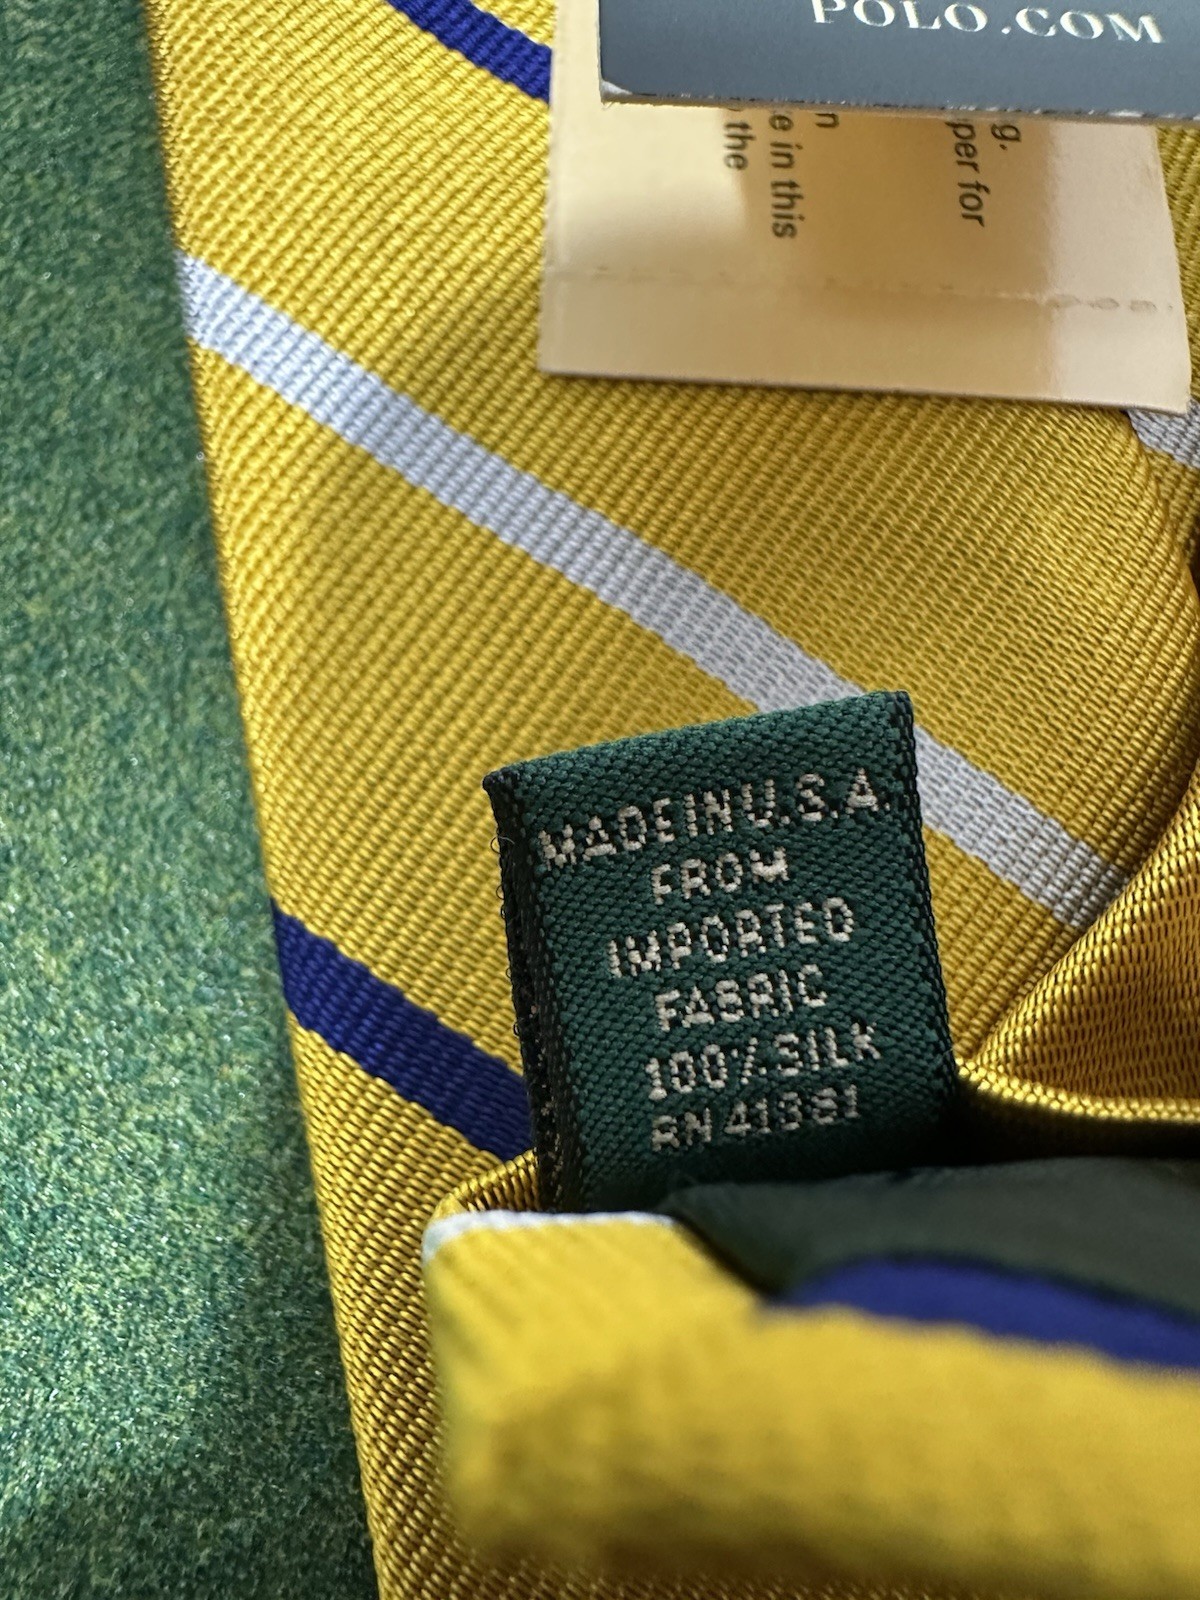 POLO.COM
g.
per for
n
e in this
the
MADE IN U.S.A.
FROM
IMPORTED
FABRIC
100% SILK
RN 41381